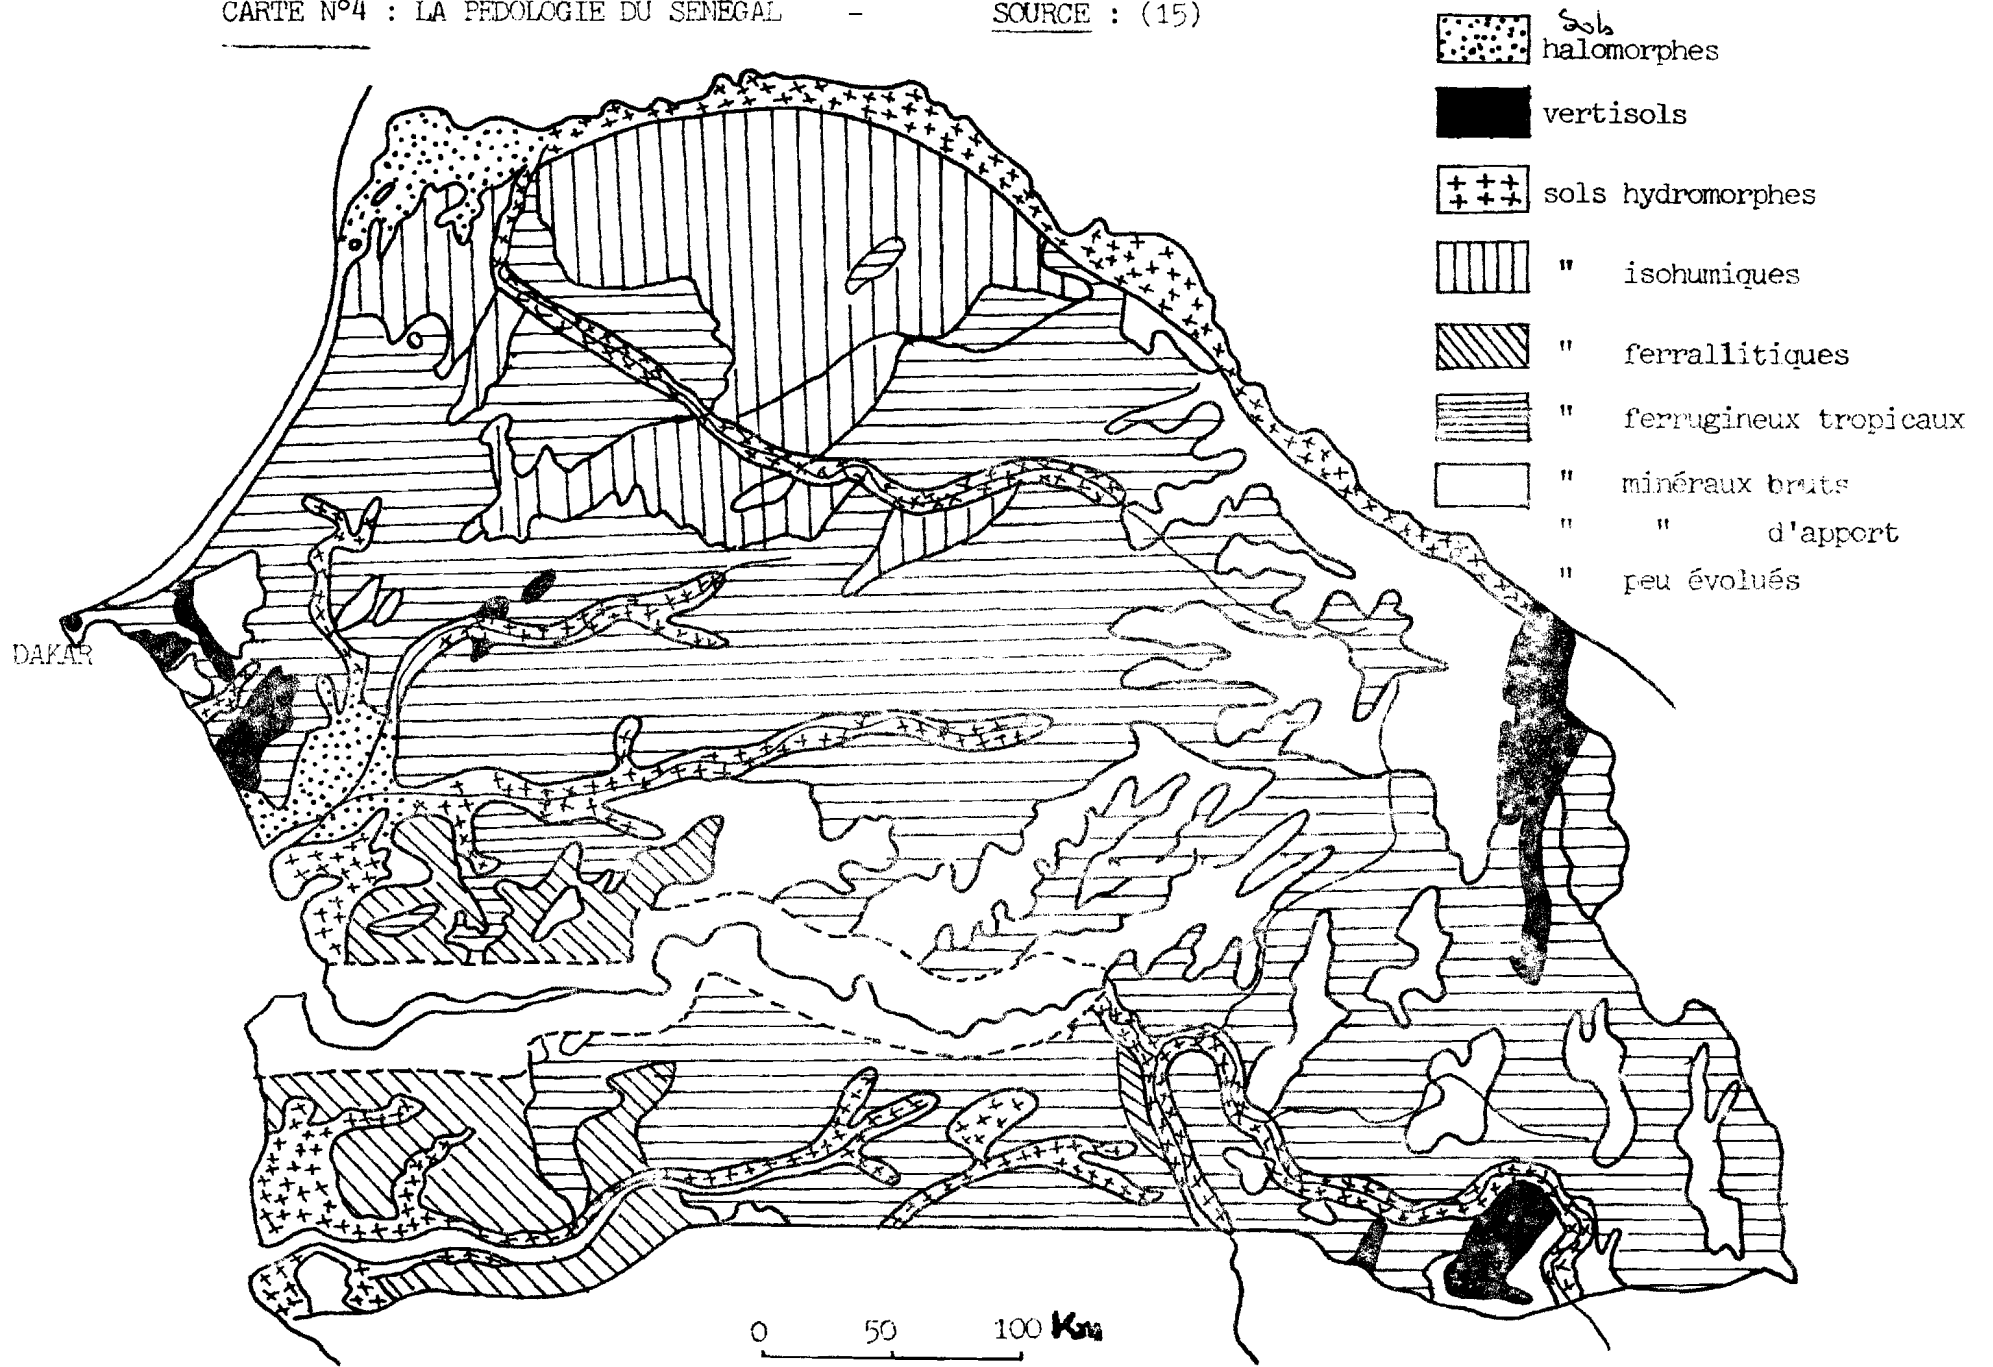 CARTE N°4 : LA PEDOLOGIE DU SENEGAL - SOURCE : (15)
Sols
halomorphes
vertisols
sols hydromorphes
" isohumiques
" ferrallitiques
" ferrugineux tropicaux
" minéraux bruts
" " d'apport
" peu évolués
DAKAR
0 50 100 Km